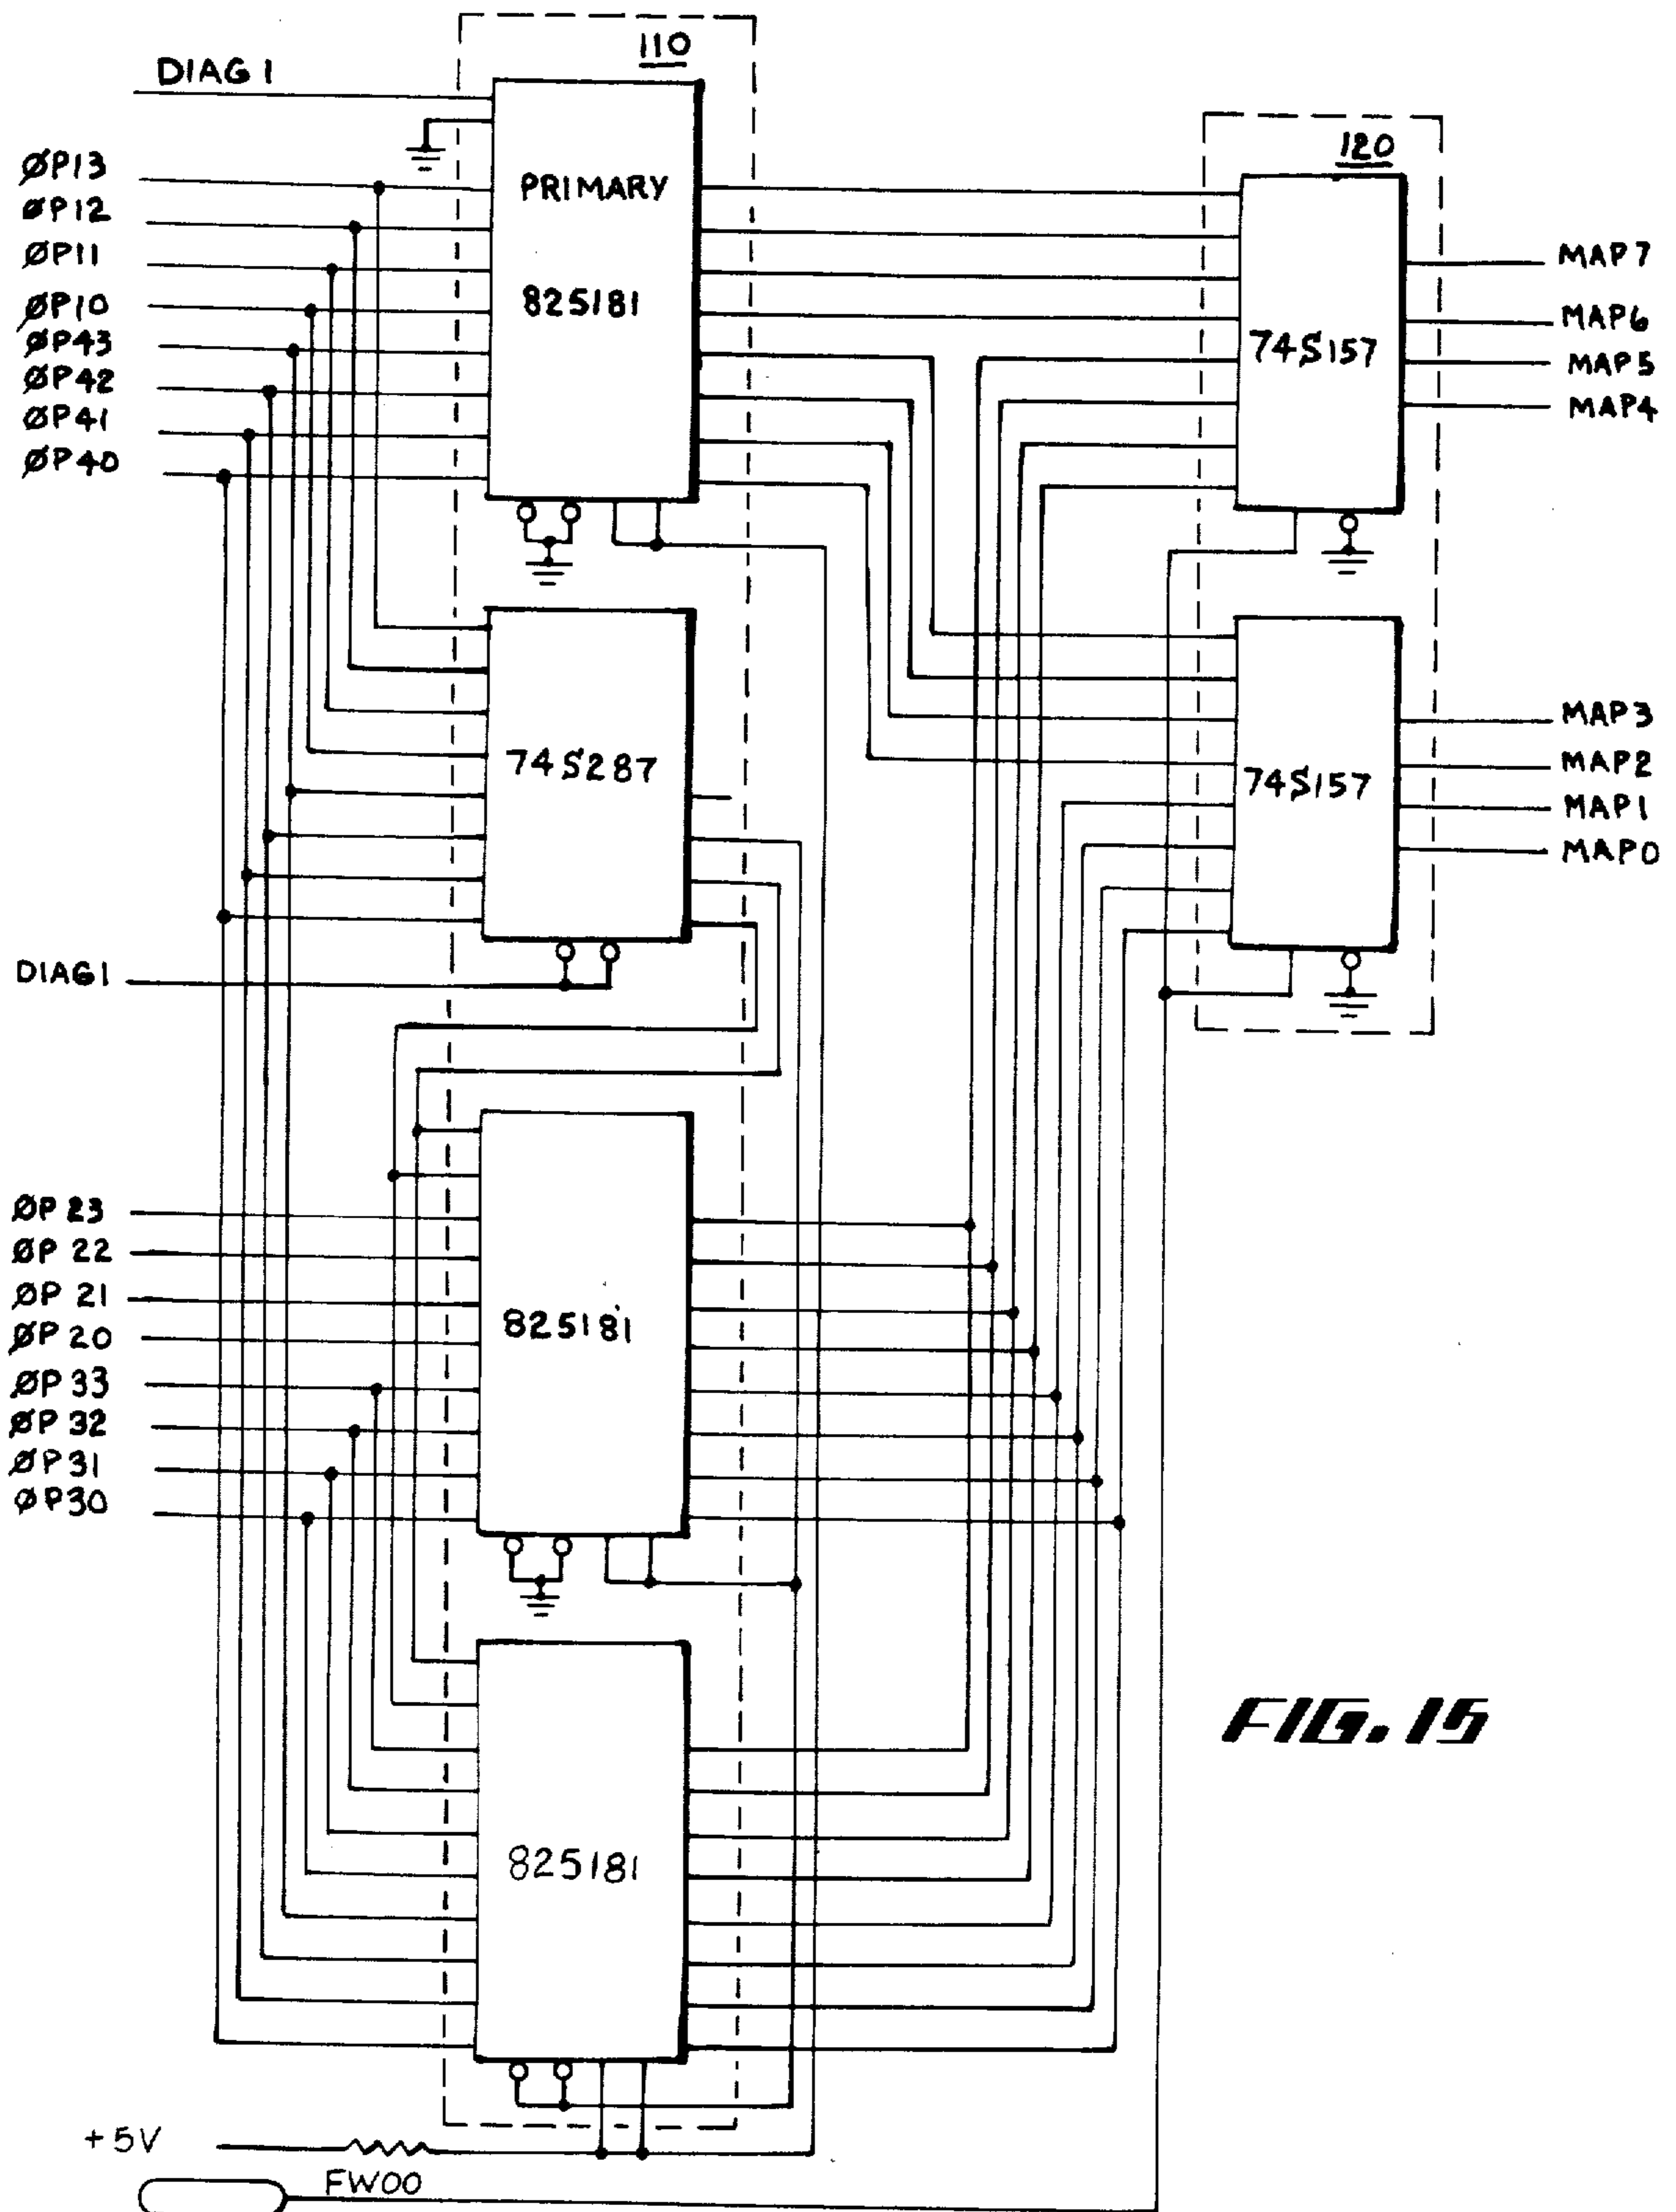 110
DIAG 1
120
ØP13
PRIMARY
ØP12
ØP11
MAP7
ØP10
82S181
MAP6
ØP43
74S157
MAP5
ØP42
MAP4
ØP41
ØP40
MAP3
74S287
MAP2
74S157
MAP1
MAP0
DIAG1
ØP 23
ØP 22
ØP 21
82S181
ØP 20
ØP 33
ØP 32
ØP 31
ØP30
FIG. 15
82S181
+5V
FW00